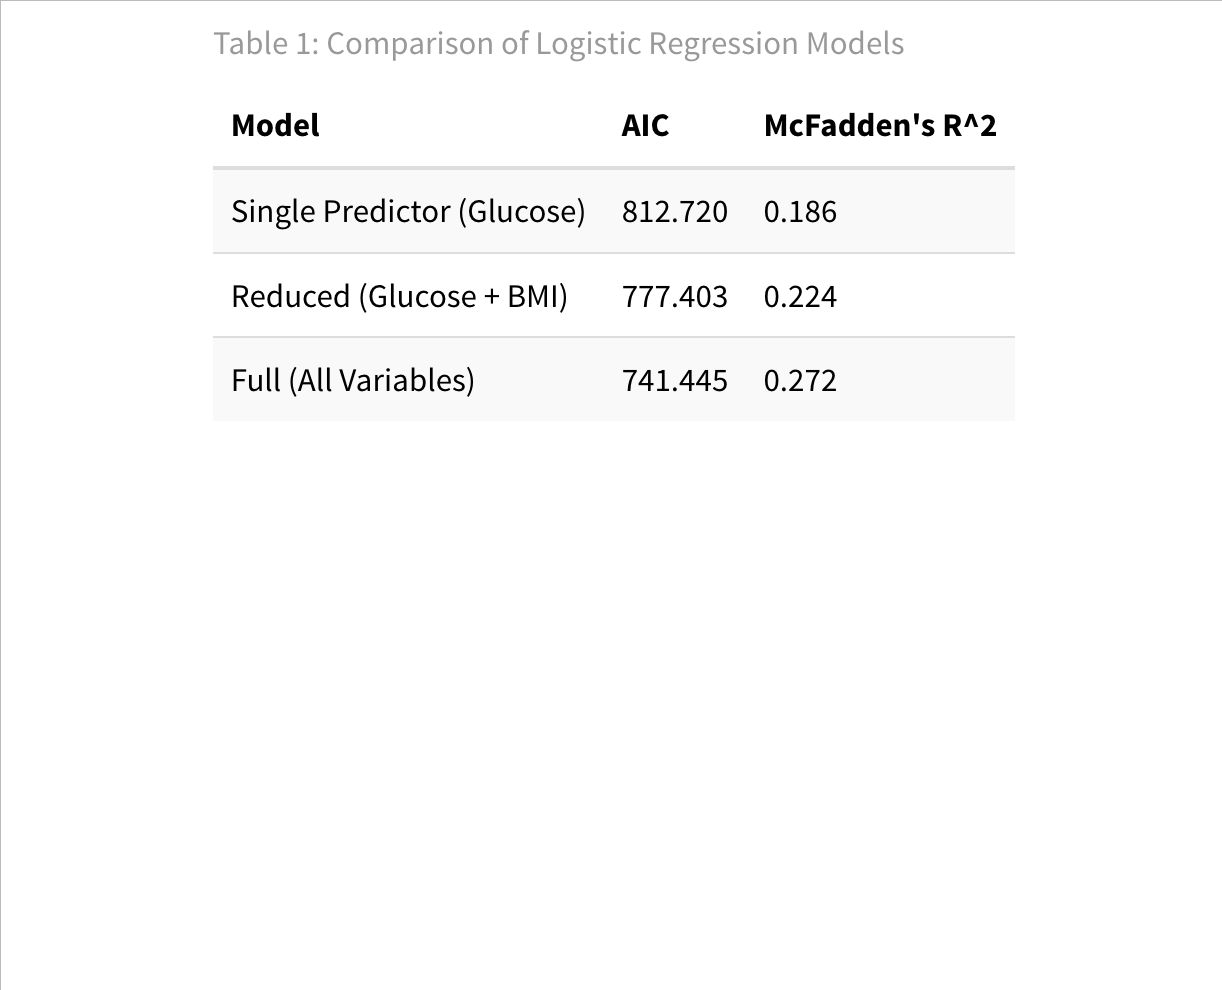 Table 1: Comparison of Logistic Regression Models
Model AIC McFadden's R^2
Single Predictor (Glucose) 812.720 0.186
Reduced (Glucose + BMI) 777.403 0.224
Full (All Variables) 741.445 0.272